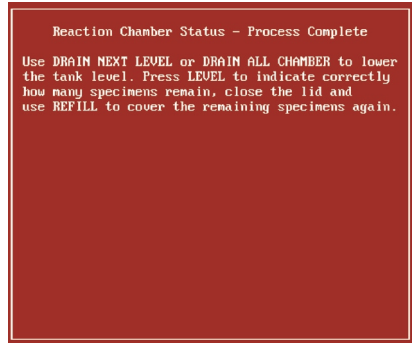 Reaction Chamber Status - Process Complete
Use DRAIN NEXT LEVEL or DRAIN ALL CHAMBER to lower
the tank level. Press LEVEL to indicate correctly
how many specimens remain, close the lid and
use REFILL to cover the remaining specimens again.